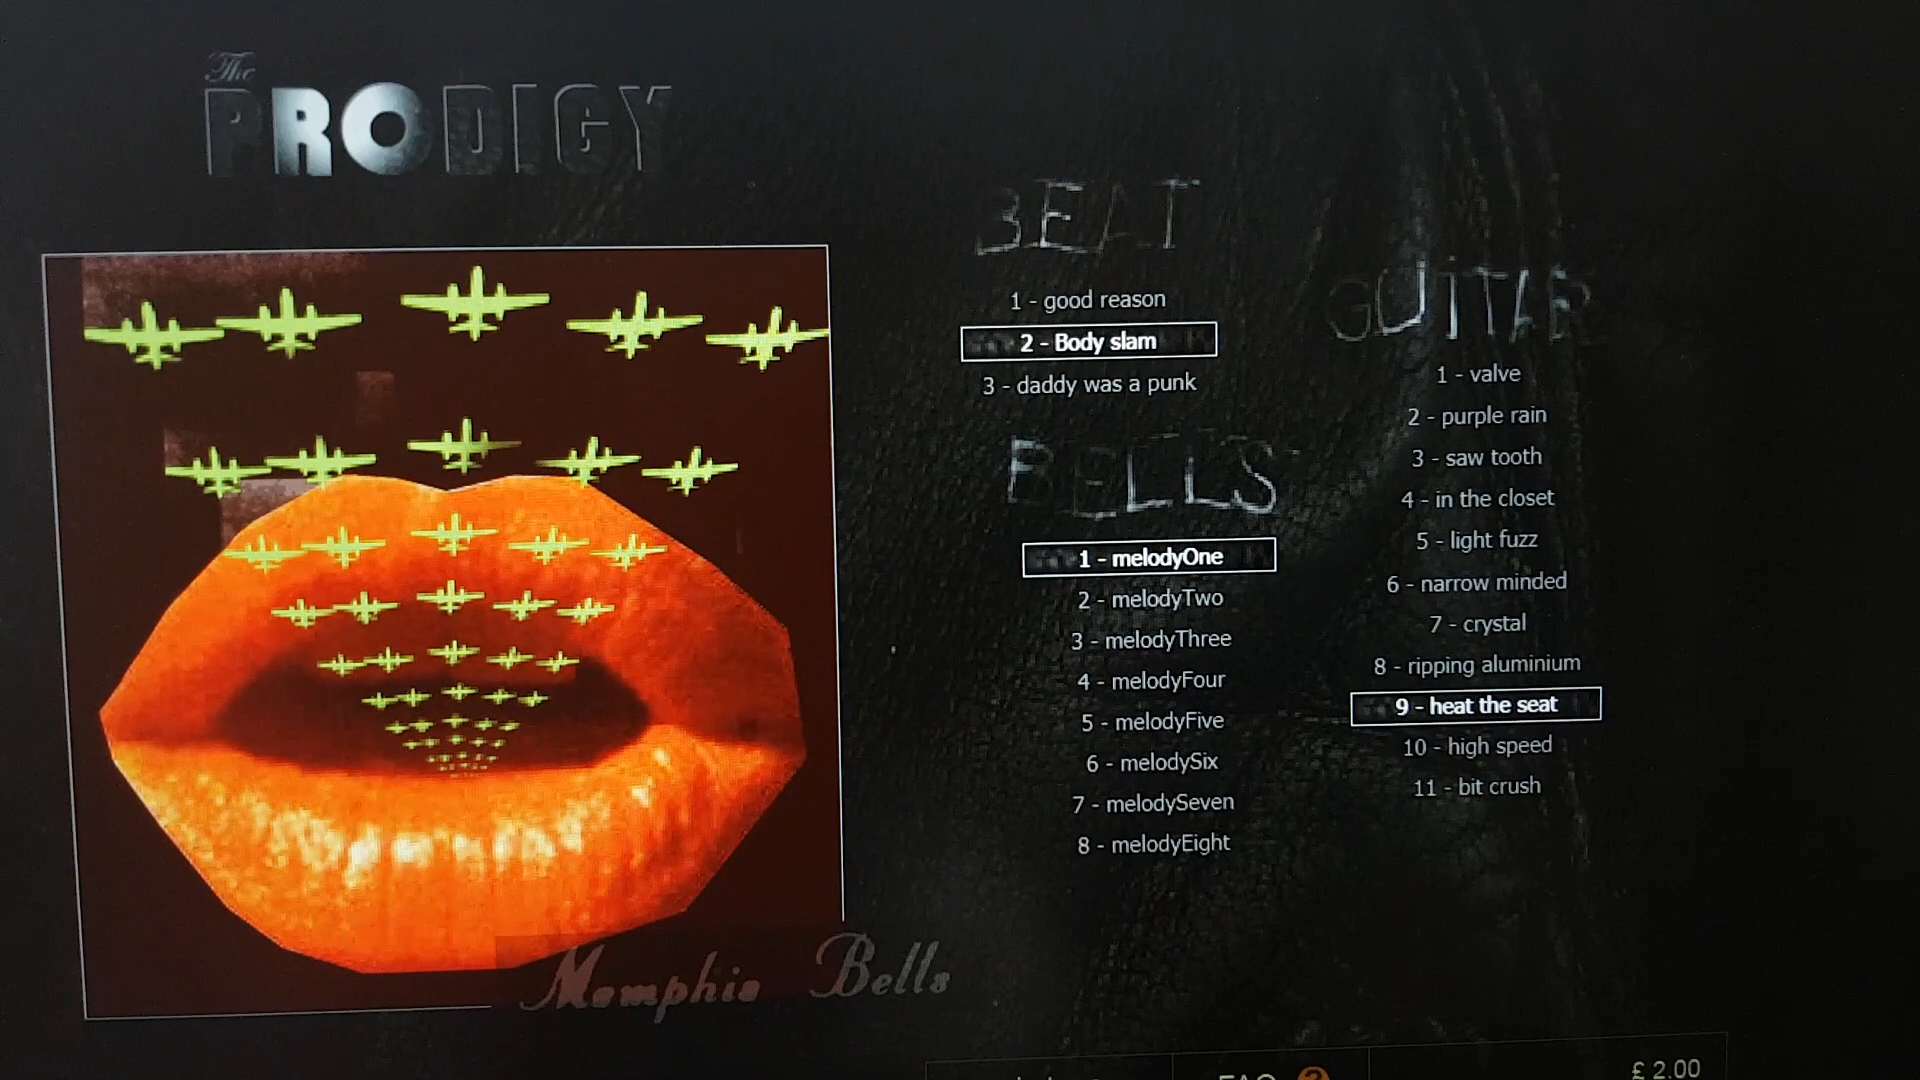 The
PRODIGY
BEAT
1 - good reason
2 - Body slam
3 - daddy was a punk
BELLS
1 - melodyOne
2 - melodyTwo
3 - melodyThree
4 - melodyFour
5 - melodyFive
6 - melodySix
7 - melodySeven
8 - melodyEight
GUITAR
1 - valve
2 - purple rain
3 - saw tooth
4 - in the closet
5 - light fuzz
6 - narrow minded
7 - crystal
8 - ripping aluminium
9 - heat the seat
10 - high speed
11 - bit crush
Memphis Bells
FAQ ?
£ 2.00